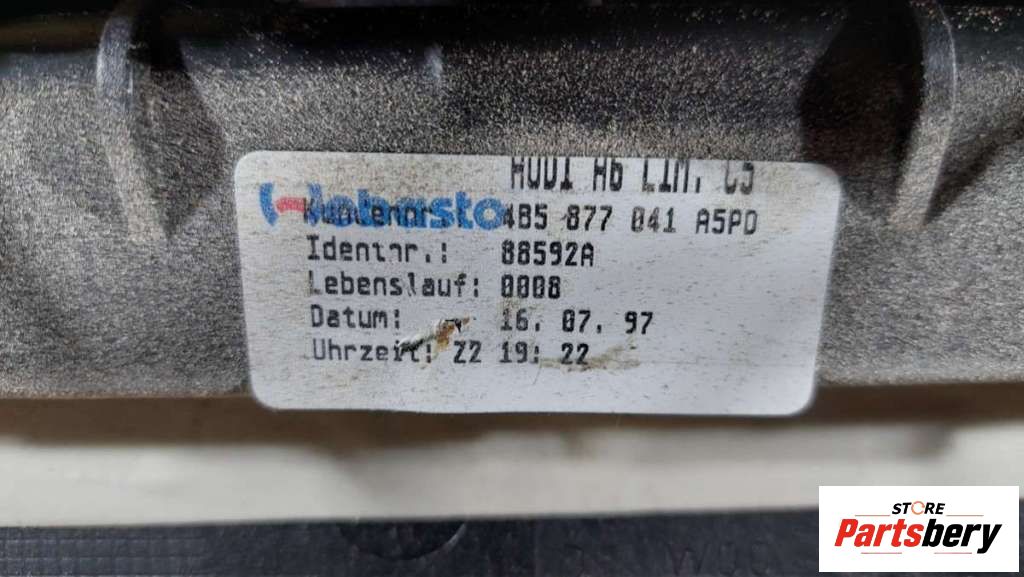 AUDI A6 LIM. C5
Webasto
Kundennr. 4B5 877 041 A5PD
Identnr.: 88592A
Lebenslauf: 0008
Datum: 16. 07. 97
Uhrzeit: Z2 19: 22
STORE
Partsbery